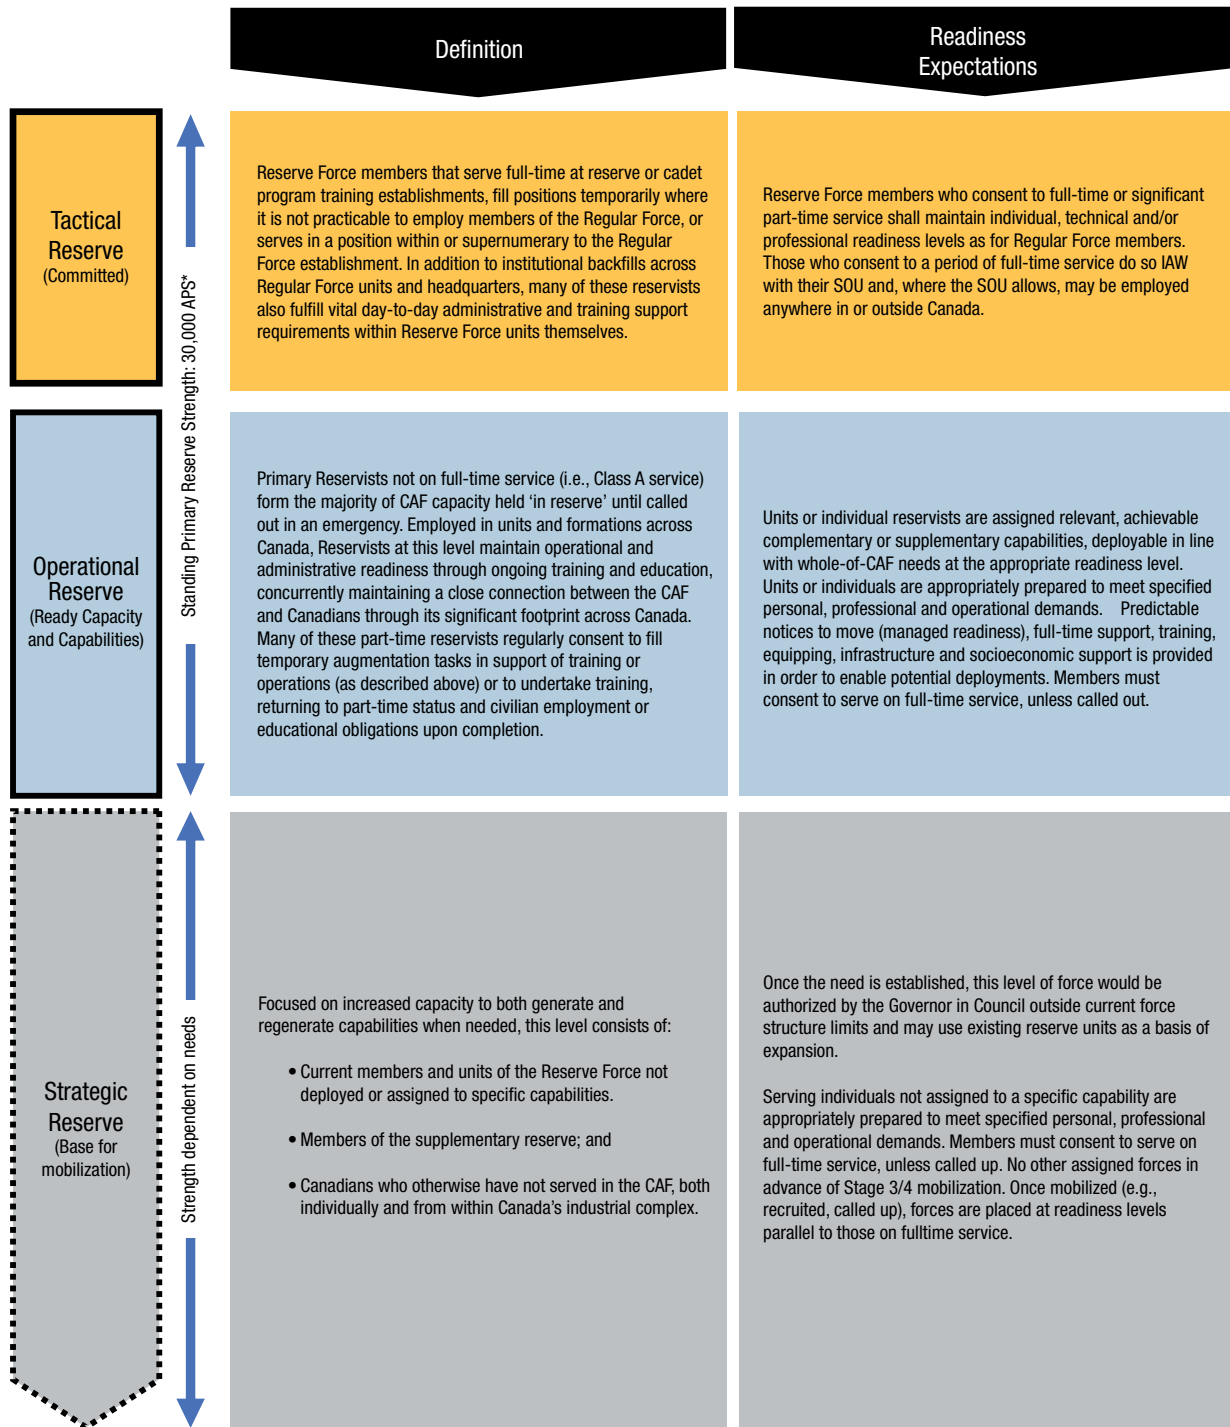 Definition
Readiness
Expectations
Tactical
Reserve
(Committed)
Standing Primary Reserve Strength: 30,000 APS*
Reserve Force members that serve full-time at reserve or cadet
program training establishments, fill positions temporarily where
it is not practicable to employ members of the Regular Force, or
serves in a position within or supernumerary to the Regular
Force establishment. In addition to institutional backfills across
Regular Force units and headquarters, many of these reservists
also fulfill vital day-to-day administrative and training support
requirements within Reserve Force units themselves.
Reserve Force members who consent to full-time or significant
part-time service shall maintain individual, technical and/or
professional readiness levels as for Regular Force members.
Those who consent to a period of full-time service do so IAW
with their SOU and, where the SOU allows, may be employed
anywhere in or outside Canada.
Operational
Reserve
(Ready Capacity
and Capabilities)
Primary Reservists not on full-time service (i.e., Class A service)
form the majority of CAF capacity held ‘in reserve’ until called
out in an emergency. Employed in units and formations across
Canada, Reservists at this level maintain operational and
administrative readiness through ongoing training and education,
concurrently maintaining a close connection between the CAF
and Canadians through its significant footprint across Canada.
Many of these part-time reservists regularly consent to fill
temporary augmentation tasks in support of training or
operations (as described above) or to undertake training,
returning to part-time status and civilian employment or
educational obligations upon completion.
Units or individual reservists are assigned relevant, achievable
complementary or supplementary capabilities, deployable in line
with whole-of-CAF needs at the appropriate readiness level.
Units or individuals are appropriately prepared to meet specified
personal, professional and operational demands. Predictable
notices to move (managed readiness), full-time support, training,
equipping, infrastructure and socioeconomic support is provided
in order to enable potential deployments. Members must
consent to serve on full-time service, unless called out.
Strategic
Reserve
(Base for
mobilization)
Strength dependent on needs
Focused on increased capacity to both generate and
regenerate capabilities when needed, this level consists of:
• Current members and units of the Reserve Force not
deployed or assigned to specific capabilities.
• Members of the supplementary reserve; and
• Canadians who otherwise have not served in the CAF, both
individually and from within Canada’s industrial complex.
Once the need is established, this level of force would be
authorized by the Governor in Council outside current force
structure limits and may use existing reserve units as a basis of
expansion.
Serving individuals not assigned to a specific capability are
appropriately prepared to meet specified personal, professional
and operational demands. Members must consent to serve on
full-time service, unless called up. No other assigned forces in
advance of Stage 3/4 mobilization. Once mobilized (e.g.,
recruited, called up), forces are placed at readiness levels
parallel to those on fulltime service.